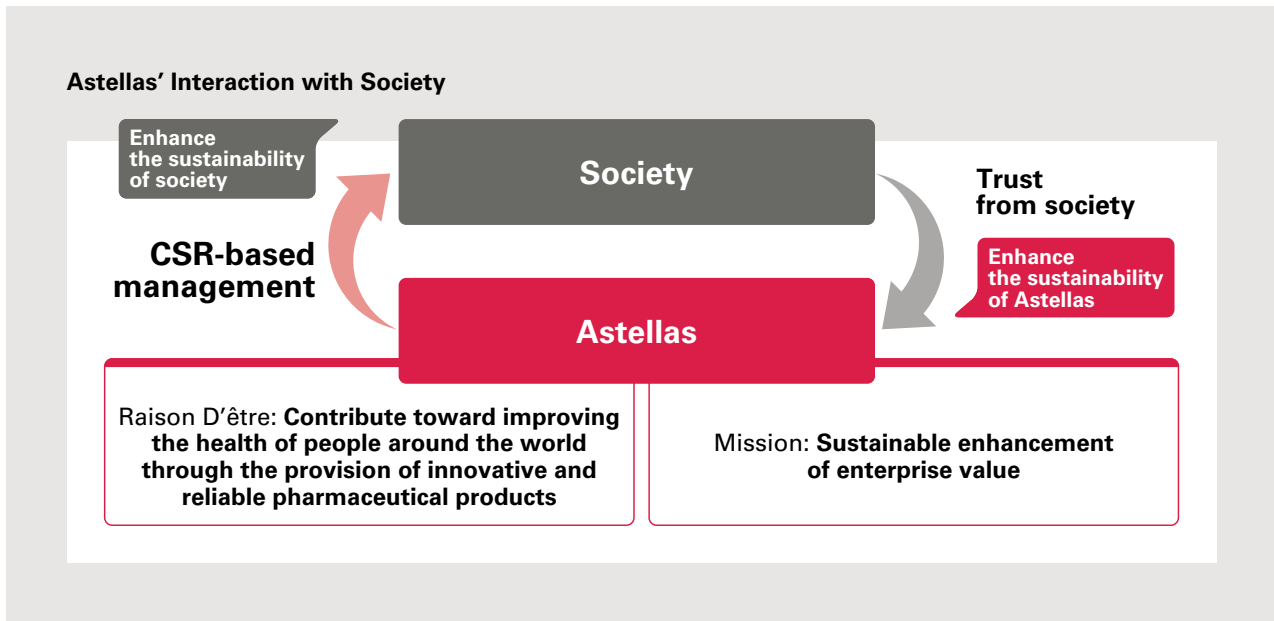 Astellas’ Interaction with Society
Enhance
the sustainability
of society
Society
Trust
from society
CSR-based
management
Enhance
the sustainability
of Astellas
Astellas
Raison D’être: Contribute toward improving
the health of people around the world
through the provision of innovative and
reliable pharmaceutical products
Mission: Sustainable enhancement
of enterprise value